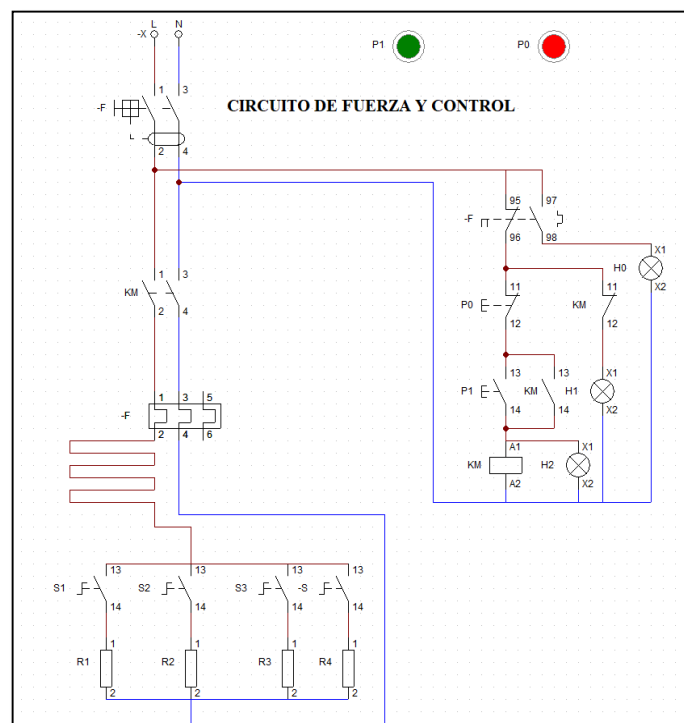 L N
-X
P1 P0
1 3
-F
CIRCUITO DE FUERZA Y CONTROL
2 4
95 97
-F
96 98
X1
H0
X2
1 3
KM
2 4
11 11
P0 KM
12 12
13 13 X1
P1 KM H1
14 14 X2
1 3 5
-F
2 4 6
A1 X1
KM H2
A2 X2
13 13 13 13
S1 S2 S3 -S
14 14 14 14
1 1 1 1
R1 R2 R3 R4
2 2 2 2